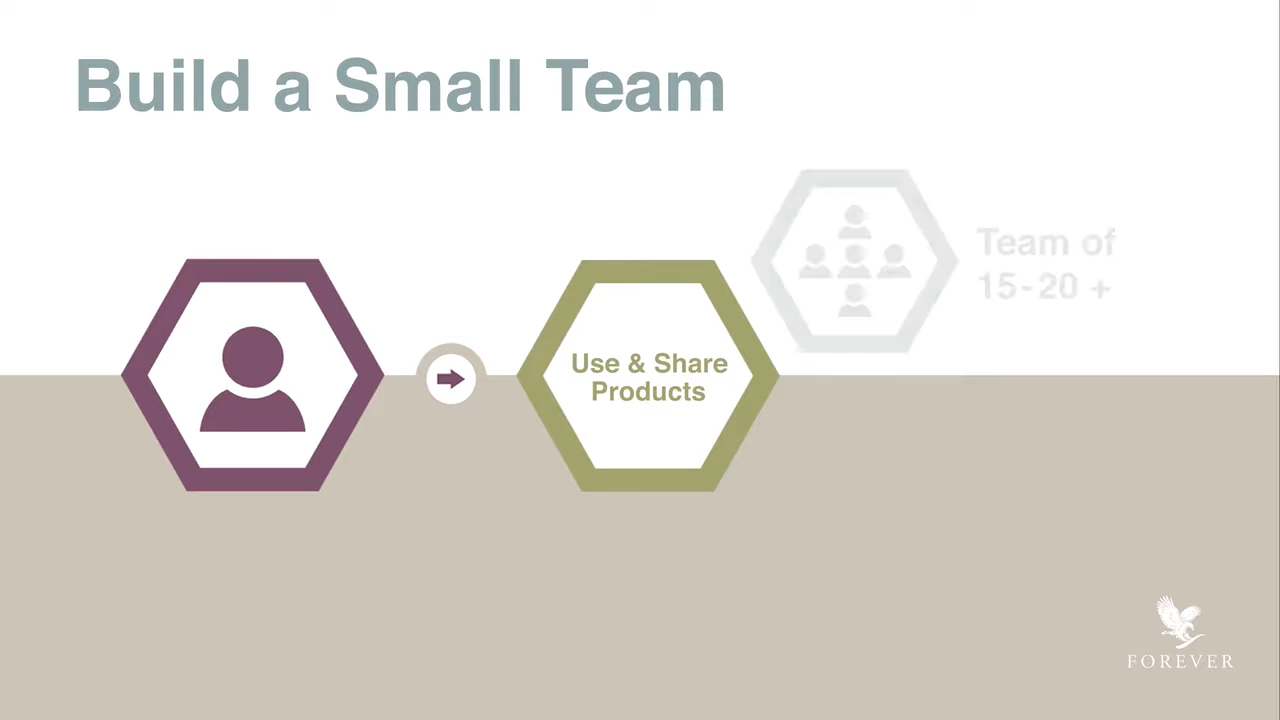 Build a Small Team
Team of
15-20 +
Use & Share
Products
FOREVER